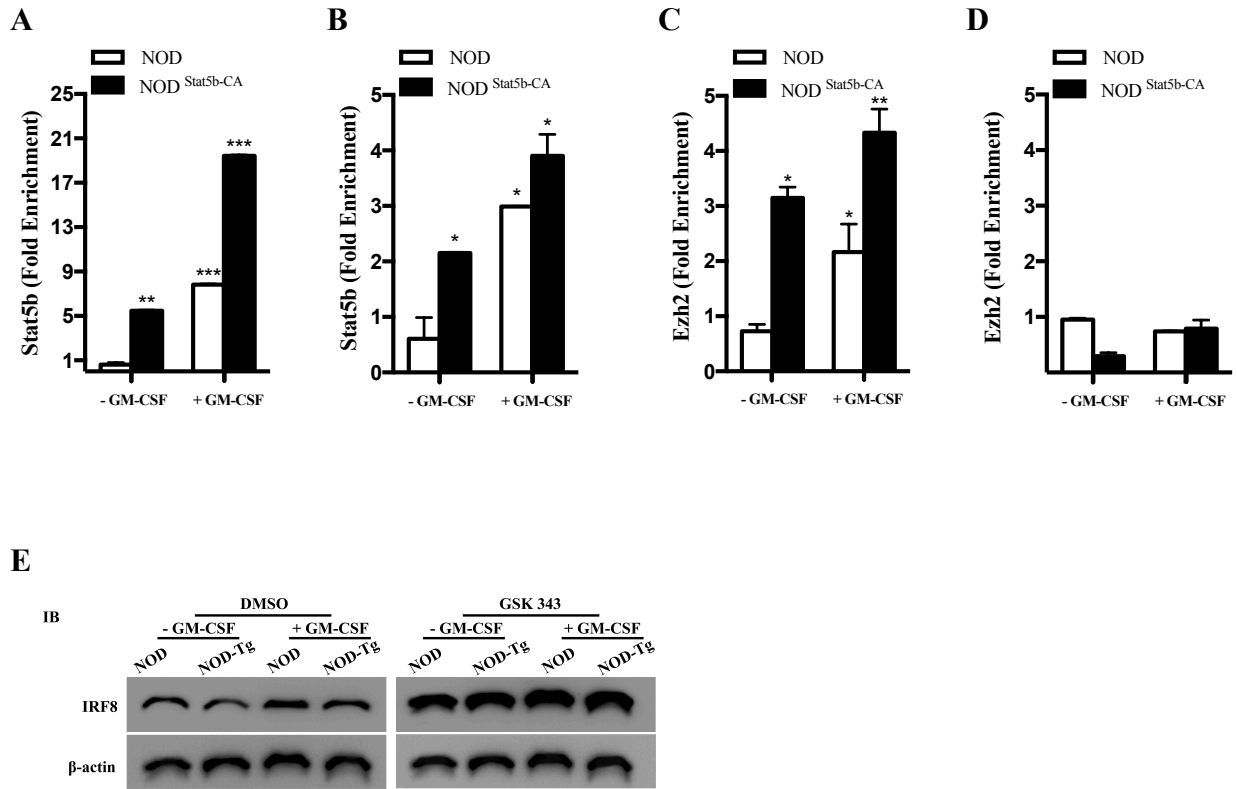 A
NOD
NOD Stat5b-CA
Stat5b (Fold Enrichment)
25
21
17
13
9
5
1
**
***
***
- GM-CSF + GM-CSF
B
NOD
NOD Stat5b-CA
Stat5b (Fold Enrichment)
5
4
3
2
1
0
*
*
*
- GM-CSF + GM-CSF
C
NOD
NOD Stat5b-CA
Ezh2 (Fold Enrichment)
5
4
3
2
1
0
*
*
**
- GM-CSF + GM-CSF
D
NOD
NOD Stat5b-CA
Ezh2 (Fold Enrichment)
5
4
3
2
1
- GM-CSF + GM-CSF
E
IB
DMSO GSK 343
- GM-CSF + GM-CSF - GM-CSF + GM-CSF
NOD NOD-Tg NOD NOD-Tg NOD NOD-Tg NOD NOD-Tg
IRF8
β-actin